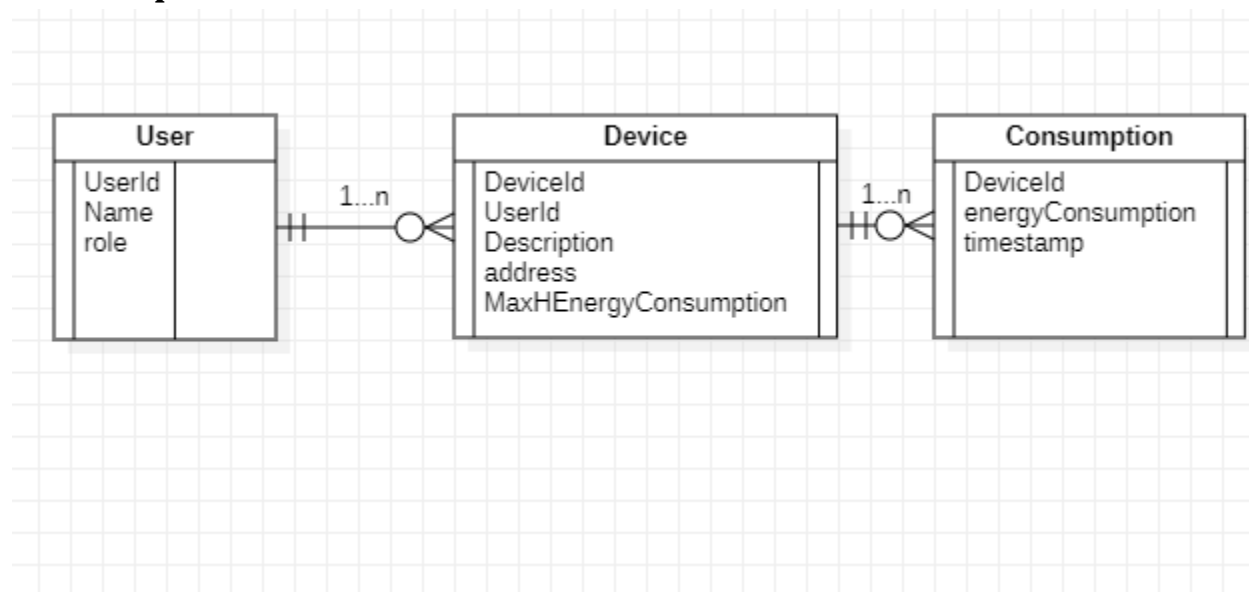 User
UserId
Name
role
1...n
Device
DeviceId
UserId
Description
address
MaxHEnergyConsumption
1...n
Consumption
DeviceId
energyConsumption
timestamp